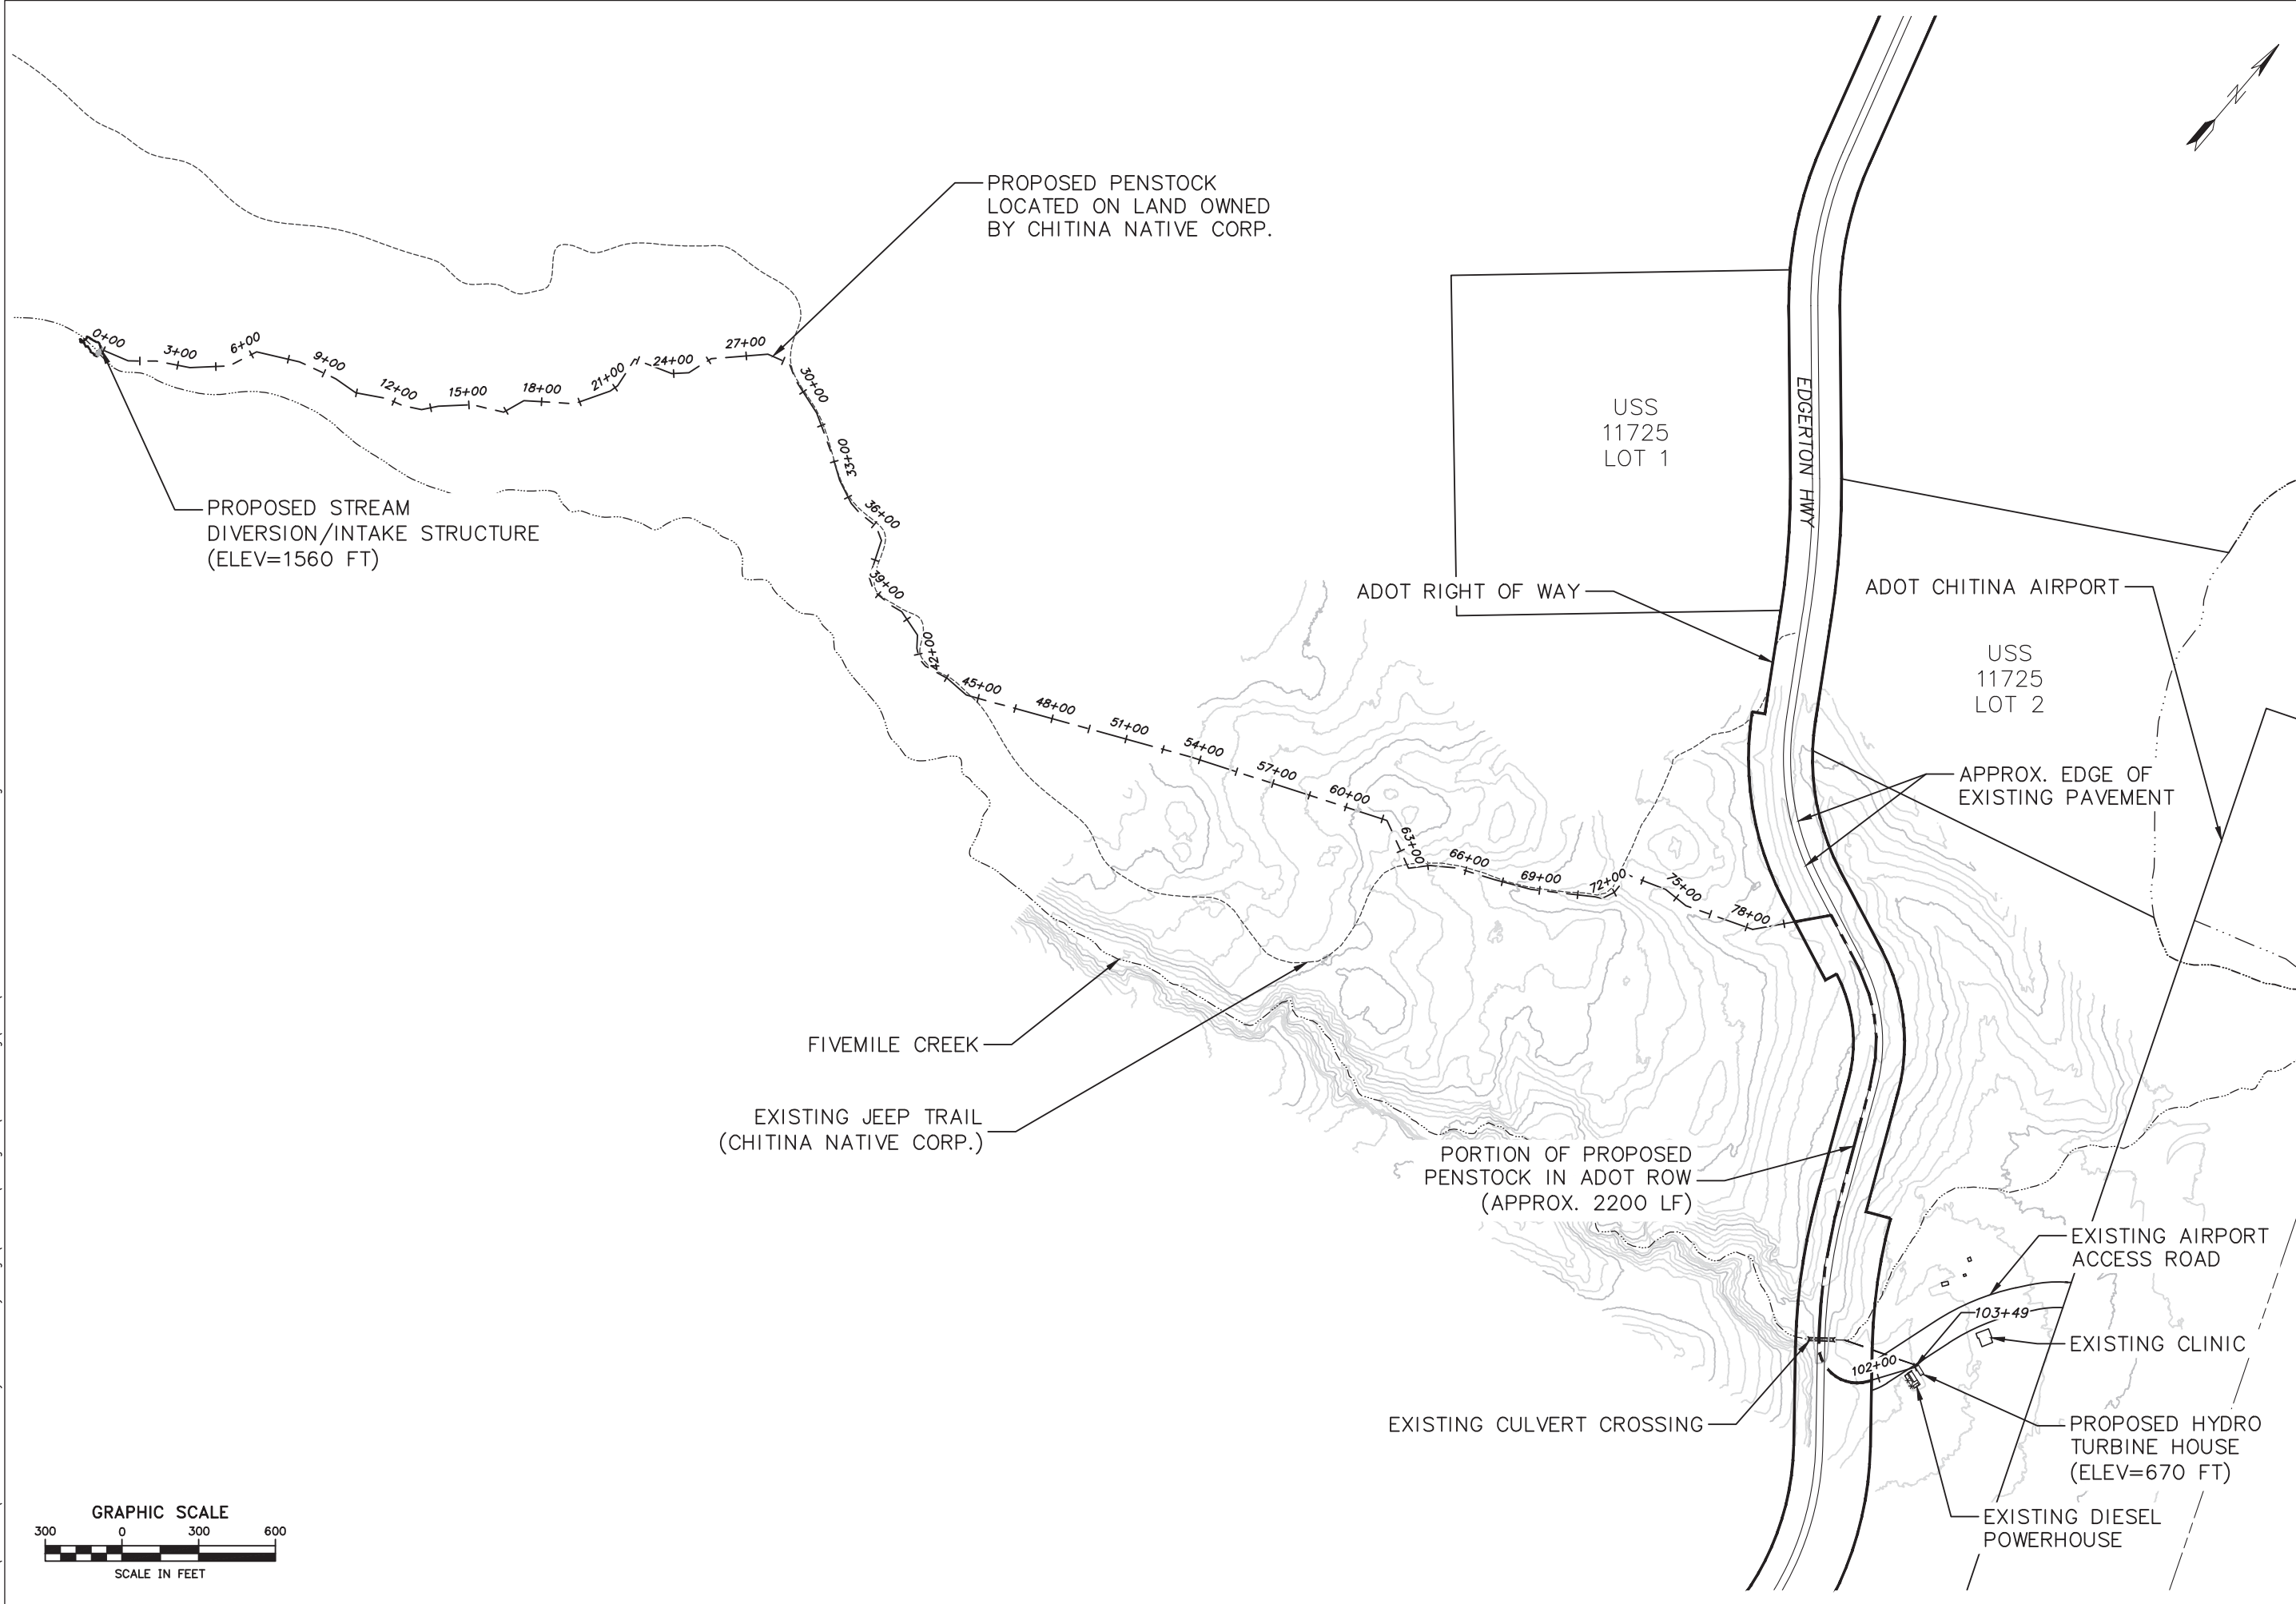 N
PROPOSED PENSTOCK
LOCATED ON LAND OWNED
BY CHITINA NATIVE CORP.
0+00
3+00
6+00
9+00
12+00
15+00
18+00
21+00
24+00
27+00
30+00
33+00
36+00
39+00
42+00
45+00
48+00
51+00
54+00
57+00
60+00
63+00
66+00
69+00
72+00
75+00
78+00
PROPOSED STREAM
DIVERSION/INTAKE STRUCTURE
(ELEV=1560 FT)
USS
11725
LOT 1
EDGERTON HWY
ADOT RIGHT OF WAY
ADOT CHITINA AIRPORT
USS
11725
LOT 2
APPROX. EDGE OF
EXISTING PAVEMENT
FIVEMILE CREEK
EXISTING JEEP TRAIL
(CHITINA NATIVE CORP.)
PORTION OF PROPOSED
PENSTOCK IN ADOT ROW
(APPROX. 2200 LF)
EXISTING AIRPORT
ACCESS ROAD
103+49
EXISTING CLINIC
102+00
EXISTING CULVERT CROSSING
PROPOSED HYDRO
TURBINE HOUSE
(ELEV=670 FT)
EXISTING DIESEL
POWERHOUSE
GRAPHIC SCALE
300 0 300 600
SCALE IN FEET